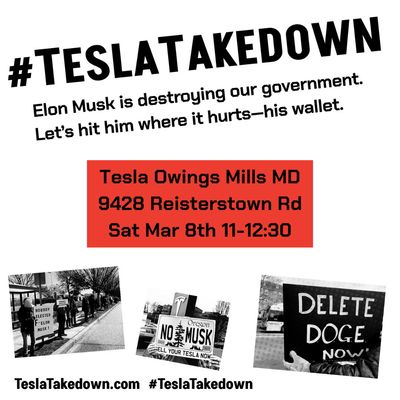 #TESLATAKEDOWN
Elon Musk is destroying our government.
Let's hit him where it hurts—his wallet.
Tesla Owings Mills MD
9428 Reisterstown Rd
Sat Mar 8th 11-12:30
NOBODY
ELECTED
ELON
MUSK!
Oregon
NO MUSK
SELL YOUR TESLA NOW
DELETE
DOGE
NOW!
TeslaTakedown.com #TeslaTakedown